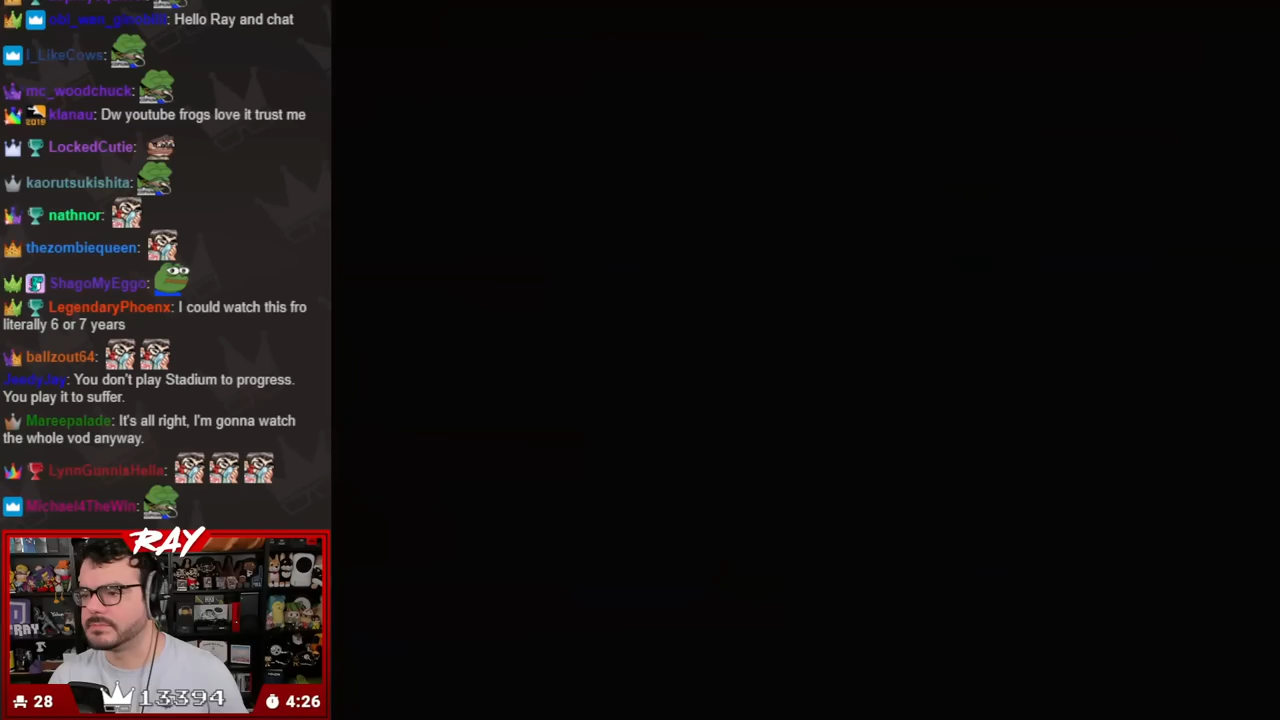 obi_wan_ginobili: Hello Ray and chat
I_LikeCows:
mc_woodchuck:
klanau: Dw youtube frogs love it trust me
LockedCutie:
kaorutsukishita:
nathnor:
thezombiequeen:
ShagoMyEggo:
LegendaryPhoenx: I could watch this fro
literally 6 or 7 years
ballzout64:
You don't play Stadium to progress.
You play it to suffer.
Mareepalade: It's all right, I'm gonna watch
the whole vod anyway.
LynnGunnisHella:
Michael4TheWin:
RAY
28
13394
4:26